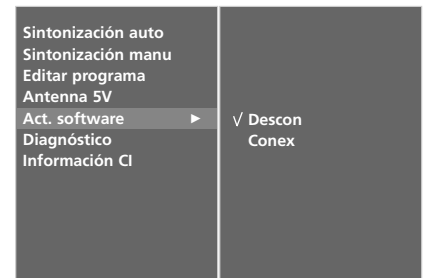 Sintonización auto
Sintonización manu
Editar programa
Antenna 5V
Act. software ►
Diagnóstico
Información CI
√ Descon
Conex